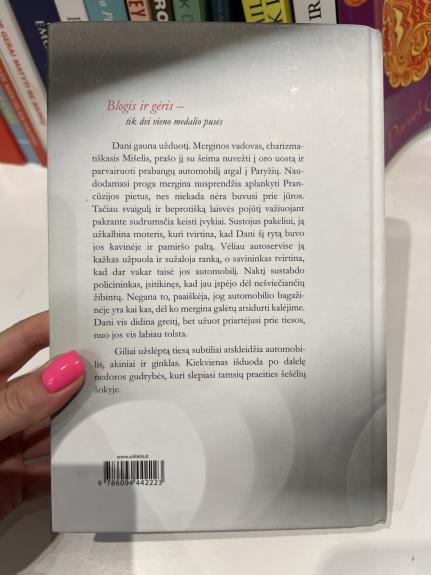 Blogis ir gėris –
tik dvi vieno medalio pusės
Dani gauna užduotį. Merginos vadovas, charizma-
tiškasis Mišelis, prašo jį su šeima nuvežti į oro uostą ir
parvairuoti prabangų automobilį atgal į Paryžių. Nau-
dodamasi proga mergina nusprendžia aplankyti Pran-
cūzijos pietus, nes niekada nėra buvusi prie jūros.
Tačiau svaigulį ir beprotišką laisvės pojūtį važiuojant
pakrante sudrumsčia keisti įvykiai. Sustojus pakeliui, ją
užkalbina moteris, kuri tvirtina, kad Dani šį rytą buvo
jos kavinėje ir pamiršo paltą. Vėliau autoservise ją
kažkas užpuola ir sužaloja ranką, o savininkas tvirtina,
kad dar vakar taisė jos automobilį. Naktį sustabdo
policininkas, įsitikinęs, kad jau įspėjo dėl nešviečiančių
žibintų. Negana to, paaiškėja, jog automobilio bagaži-
nėje yra kai kas, dėl ko mergina galėtų atsidurti kalėjime.
Dani vis didina greitį, bet užuot priartėjusi prie tiesos,
nuo jos vis labiau tolsta.
Giliai užslėptą tiesą subtiliai atskleidžia automobi-
lis, akiniai ir ginklas. Kiekvienas išduoda po dalelę
nedoros gudrybės, kuri slepiasi tamsių praeities šešėlių
šokyje.
www.sofoklis.lt
9 786094 442223